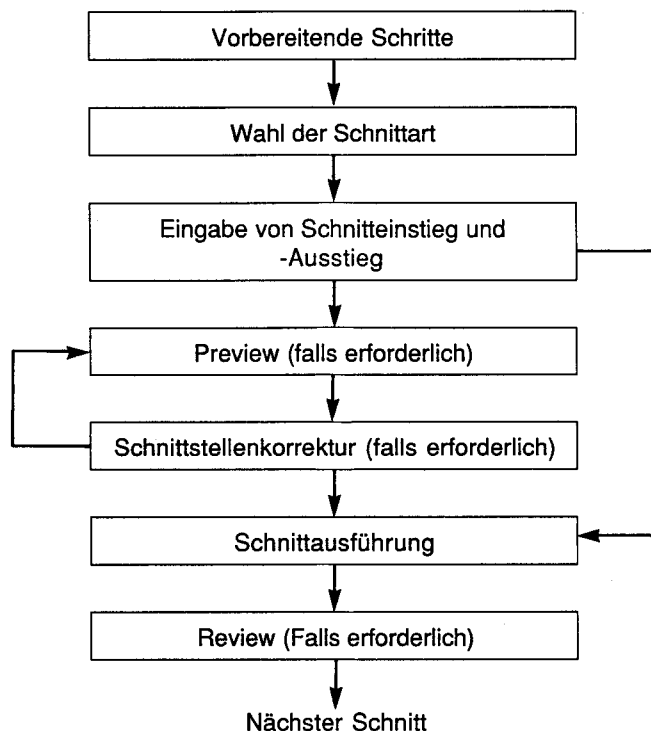 Vorbereitende Schritte
Wahl der Schnittart
Eingabe von Schnitteinstieg und
-Ausstieg
Preview (falls erforderlich)
Schnittstellenkorrektur (falls erforderlich)
Schnittausführung
Review (Falls erforderlich)
Nächster Schnitt